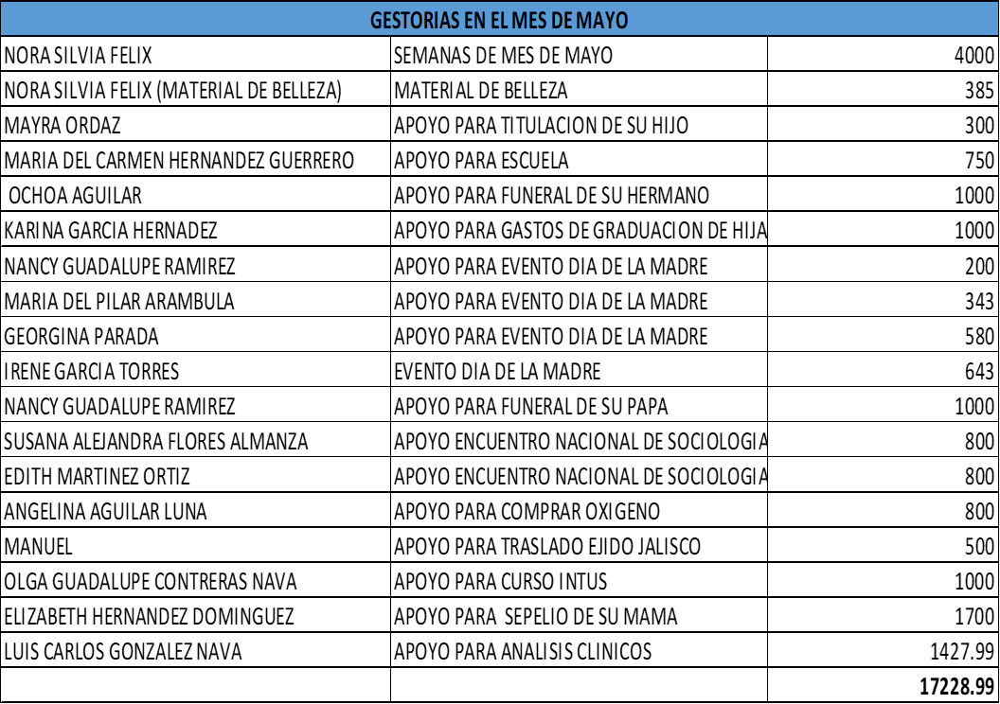 GESTORIAS EN EL MES DE MAYO
NORA SILVIA FELIX SEMANAS DE MES DE MAYO 4000
NORA SILVIA FELIX (MATERIAL DE BELLEZA) MATERIAL DE BELLEZA 385
MAYRA ORDAZ APOYO PARA TITULACION DE SU HIJO 300
MARIA DEL CARMEN HERNANDEZ GUERRERO APOYO PARA ESCUELA 750
OCHOA AGUILAR APOYO PARA FUNERAL DE SU HERMANO 1000
KARINA GARCIA HERNADEZ APOYO PARA GASTOS DE GRADUACION DE HIJA 1000
NANCY GUADALUPE RAMIREZ APOYO PARA EVENTO DIA DE LA MADRE 200
MARIA DEL PILAR ARAMBULA APOYO PARA EVENTO DIA DE LA MADRE 343
GEORGINA PARADA APOYO PARA EVENTO DIA DE LA MADRE 580
IRENE GARCIA TORRES EVENTO DIA DE LA MADRE 643
NANCY GUADALUPE RAMIREZ APOYO PARA FUNERAL DE SU PAPA 1000
SUSANA ALEJANDRA FLORES ALMANZA APOYO ENCUENTRO NACIONAL DE SOCIOLOGIA 800
EDITH MARTINEZ ORTIZ APOYO ENCUENTRO NACIONAL DE SOCIOLOGIA 800
ANGELINA AGUILAR LUNA APOYO PARA COMPRAR OXIGENO 800
MANUEL APOYO PARA TRASLADO EJIDO JALISCO 500
OLGA GUADALUPE CONTRERAS NAVA APOYO PARA CURSO INTUS 1000
ELIZABETH HERNANDEZ DOMINGUEZ APOYO PARA SEPELIO DE SU MAMA 1700
LUIS CARLOS GONZALEZ NAVA APOYO PARA ANALISIS CLINICOS 1427.99
17228.99